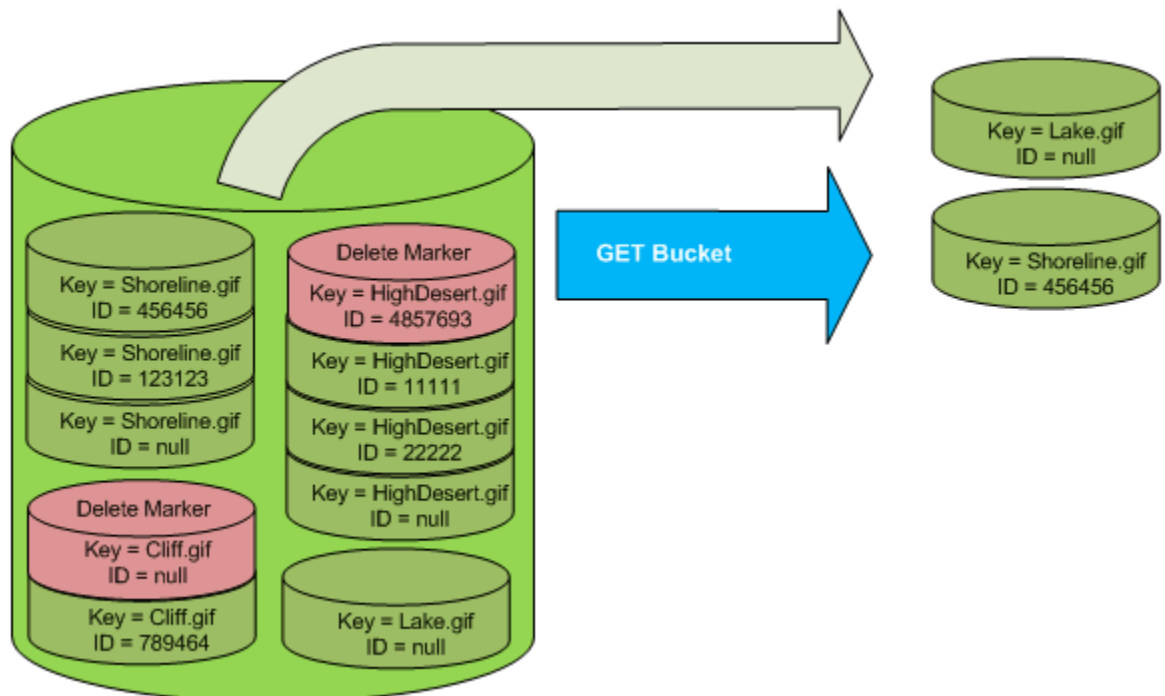 Key = Shoreline.gif
ID = 456456
Key = Shoreline.gif
ID = 123123
Key = Shoreline.gif
ID = null
Delete Marker
Key = Cliff.gif
ID = null
Key = Cliff.gif
ID = 789464
Delete Marker
Key = HighDesert.gif
ID = 4857693
Key = HighDesert.gif
ID = 11111
Key = HighDesert.gif
ID = 22222
Key = HighDesert.gif
ID = null
Key = Lake.gif
ID = null
GET Bucket
Key = Lake.gif
ID = null
Key = Shoreline.gif
ID = 456456